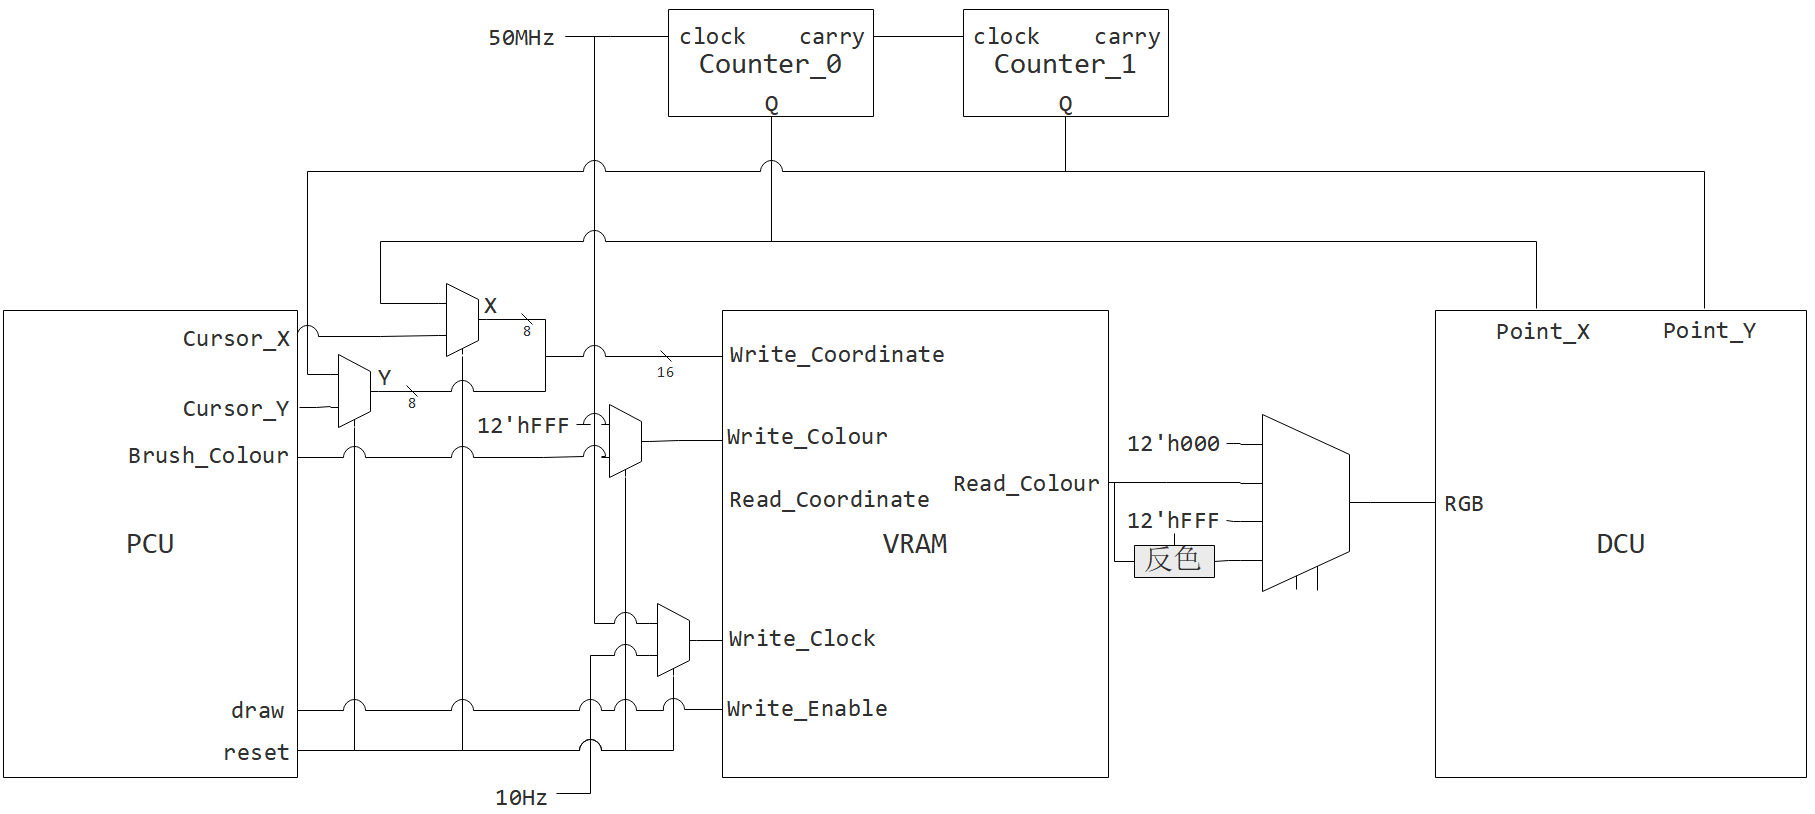 50MHz
clock carry
Counter_0
Q
clock carry
Counter_1
Q
X
8
Cursor_X
Y
8
Cursor_Y
16
12'hFFF
Brush_Colour
PCU
draw
reset
10Hz
Write_Coordinate
Write_Colour
Read_Coordinate
Read_Colour
VRAM
Write_Clock
Write_Enable
12'h000
12'hFFF
反色
Point_X
Point_Y
RGB
DCU